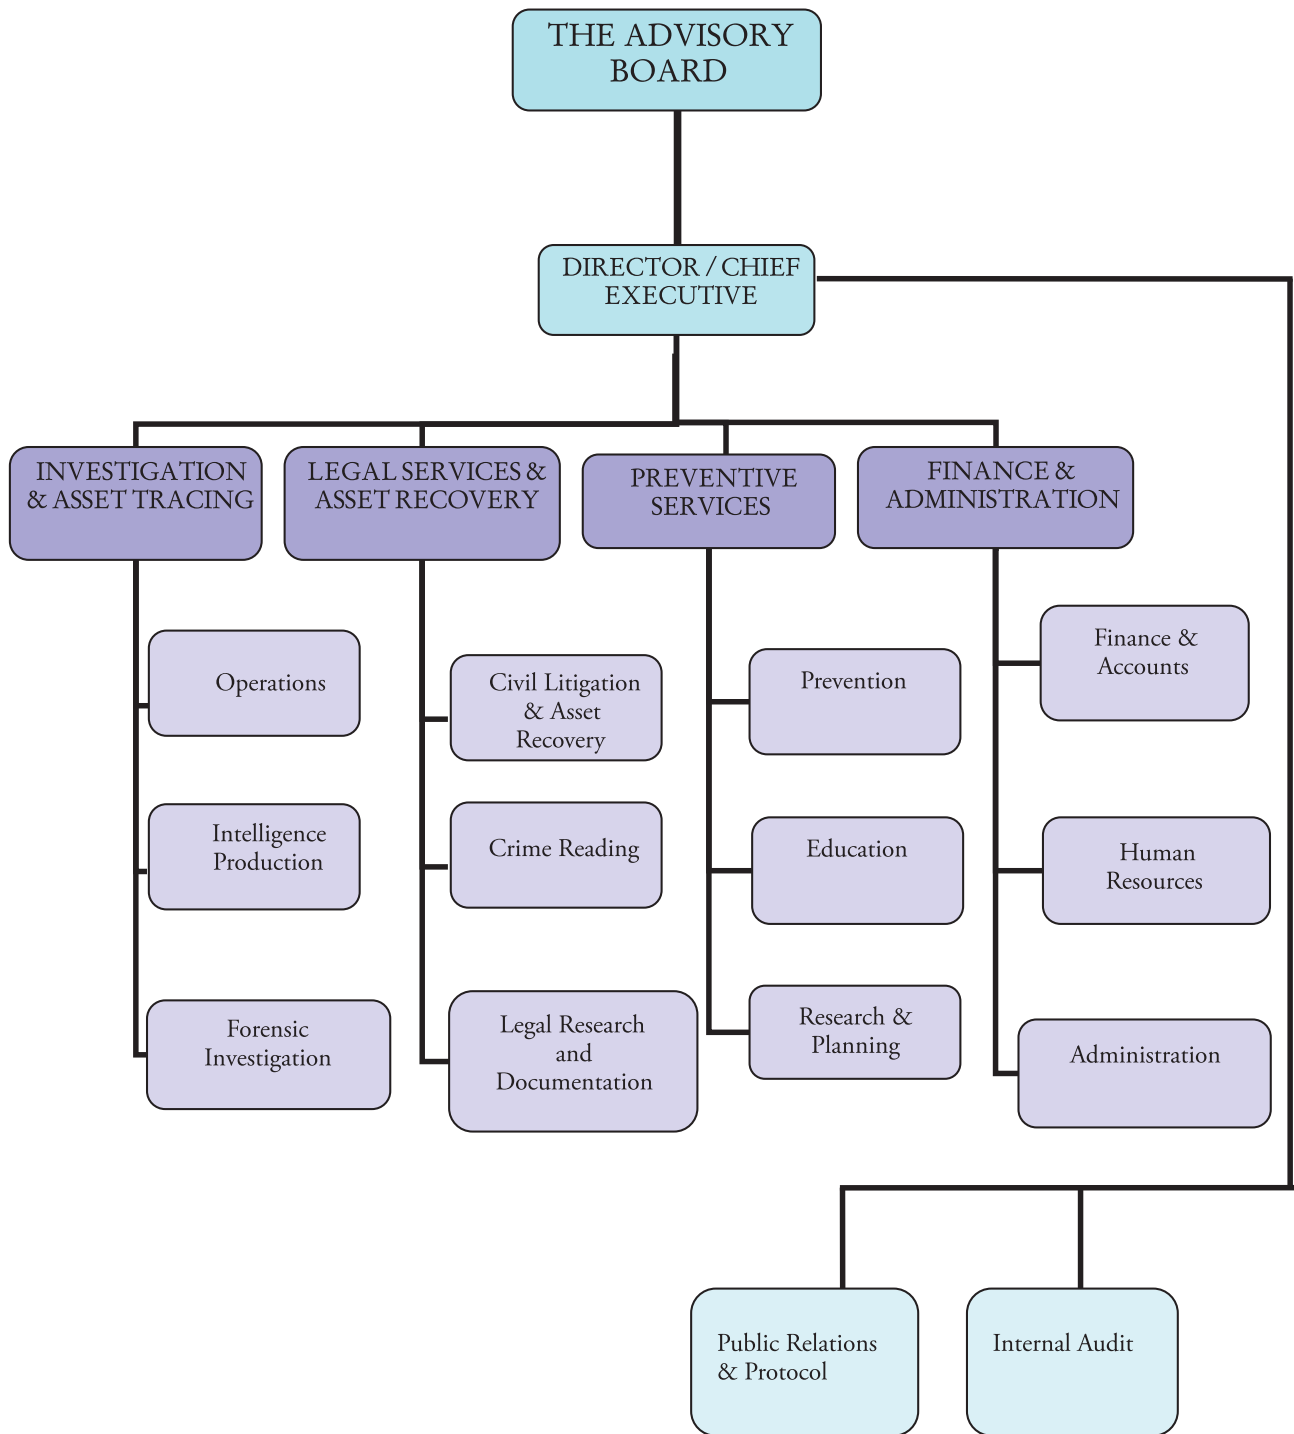 THE ADVISORY
BOARD
DIRECTOR / CHIEF
EXECUTIVE
INVESTIGATION
& ASSET TRACING
LEGAL SERVICES &
ASSET RECOVERY
PREVENTIVE
SERVICES
FINANCE &
ADMINISTRATION
Operations
Intelligence
Production
Forensic
Investigation
Civil Litigation
& Asset
Recovery
Crime Reading
Legal Research
and
Documentation
Prevention
Education
Research &
Planning
Finance &
Accounts
Human
Resources
Administration
Public Relations
& Protocol
Internal Audit